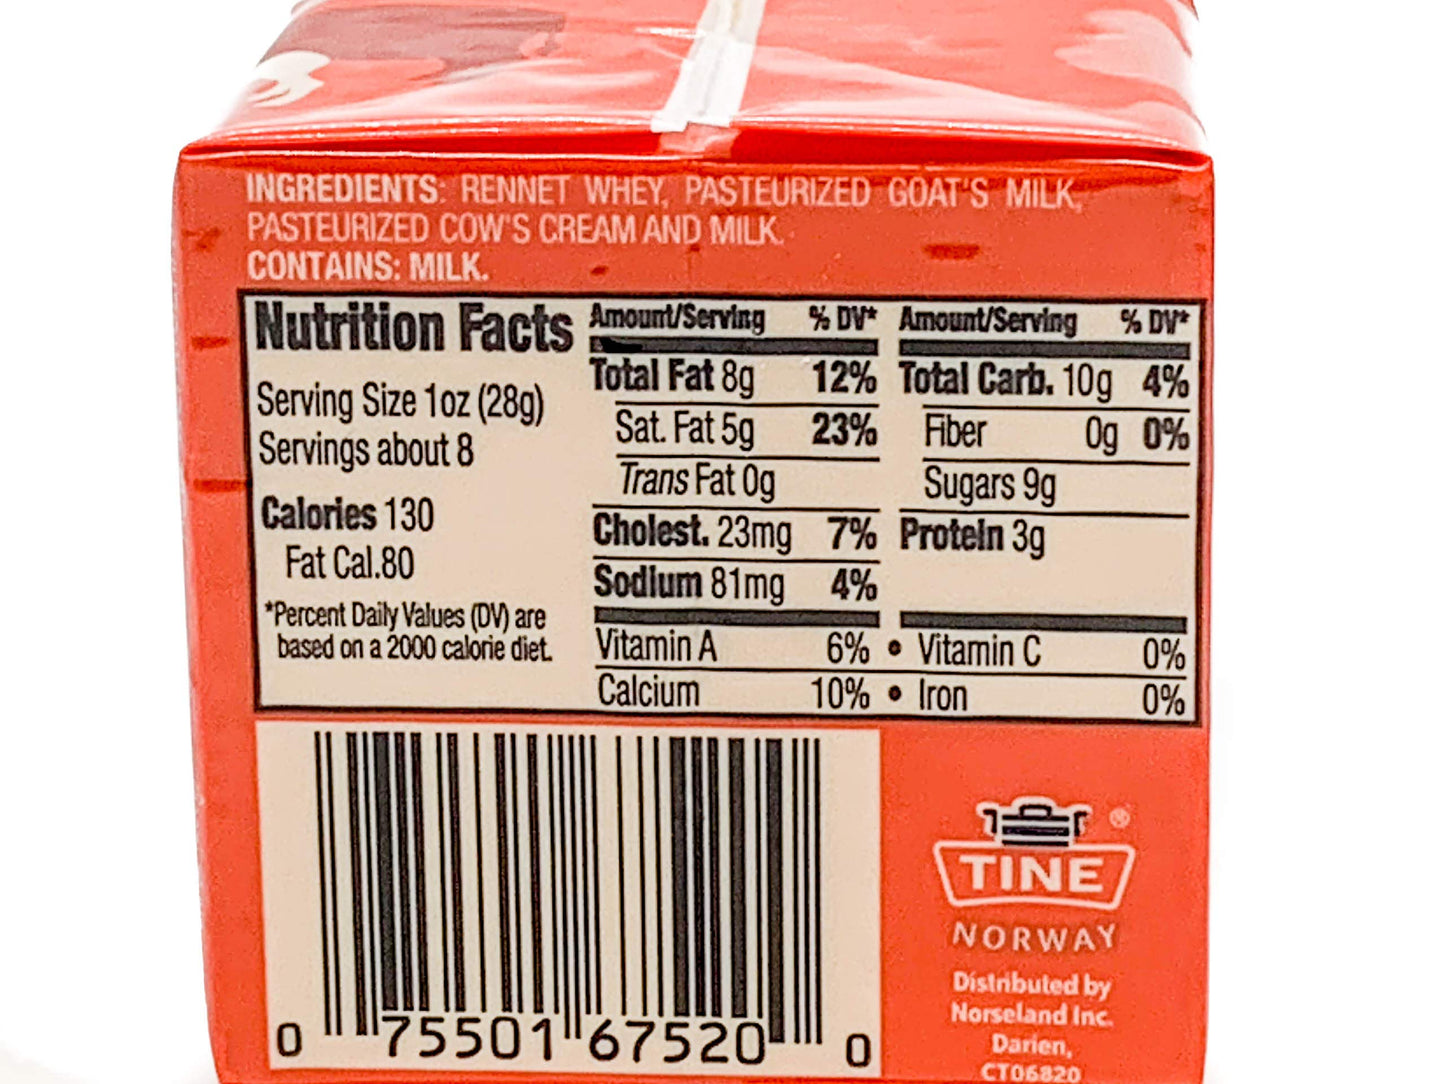 INGREDIENTS: RENNET WHEY, PASTEURIZED GOAT'S MILK,
PASTEURIZED COW'S CREAM AND MILK.
CONTAINS: MILK.
Nutrition Facts
Serving Size 1oz (28g)
Servings about 8
Calories 130
Fat Cal.80
*Percent Daily Values (DV) are
based on a 2000 calorie diet.
Amount/Serving % DV*
Total Fat 8g 12%
Sat. Fat 5g 23%
Trans Fat 0g
Cholest. 23mg 7%
Sodium 81mg 4%
Amount/Serving % DV*
Total Carb. 10g 4%
Fiber 0g 0%
Sugars 9g
Protein 3g
Vitamin A 6% • Vitamin C 0%
Calcium 10% • Iron 0%
0 75501 67520 0
TINE ®
NORWAY
Distributed by
Norseland Inc.
Darien,
CT06820